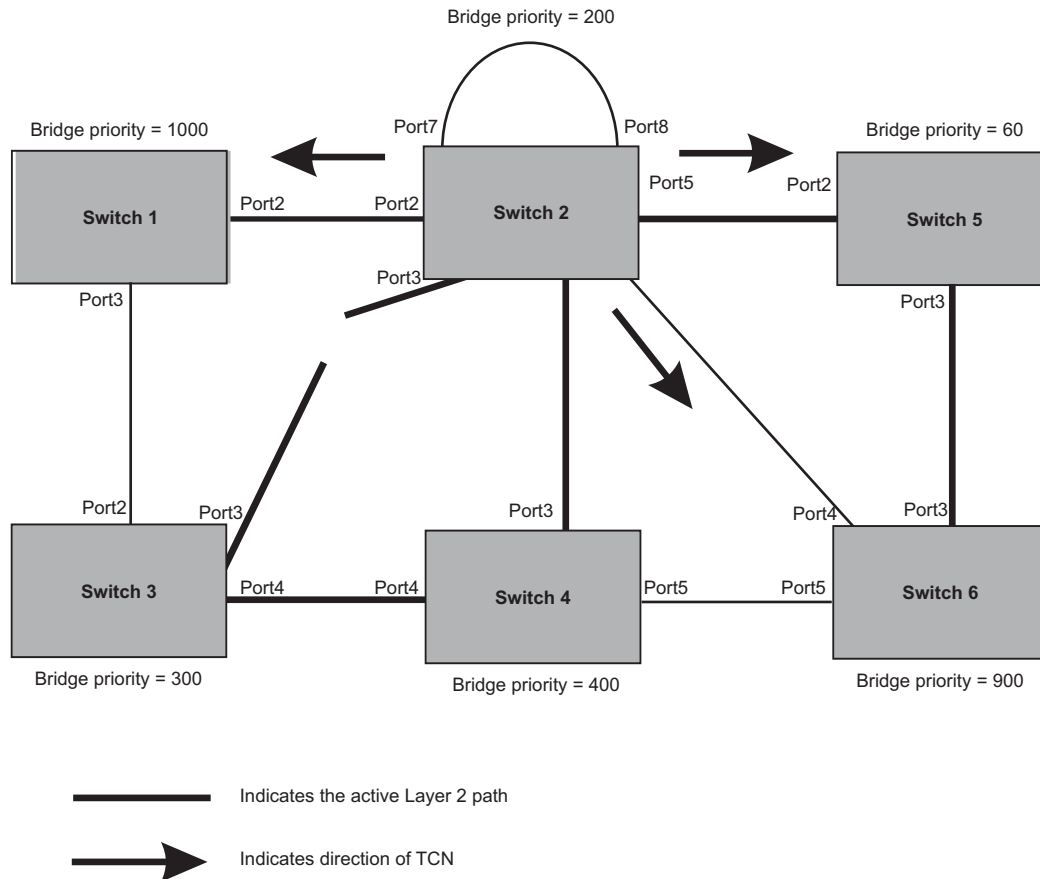 Bridge priority = 200
Bridge priority = 1000
Port7
Port8
Bridge priority = 60
Switch 1
Port2
Port2
Switch 2
Port5
Port2
Switch 5
Port3
Port3
Port3
Port2
Port3
Port3
Port4
Port3
Switch 3
Port4
Port4
Switch 4
Port5
Port5
Switch 6
Bridge priority = 300
Bridge priority = 400
Bridge priority = 900
Indicates the active Layer 2 path
Indicates direction of TCN